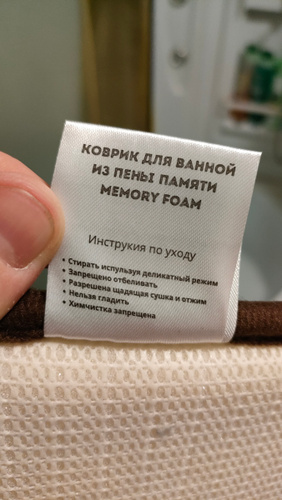 КОВРИК ДЛЯ ВАННОЙ
ИЗ ПЕНЫ ПАМЯТИ
MEMORY FOAM
Инструкия по уходу
• Стирать используя деликатный режим
• Запрещено отбеливать
• Разрешена щадящая сушка и отжим
• Нельзя гладить
• Химчистка запрещена